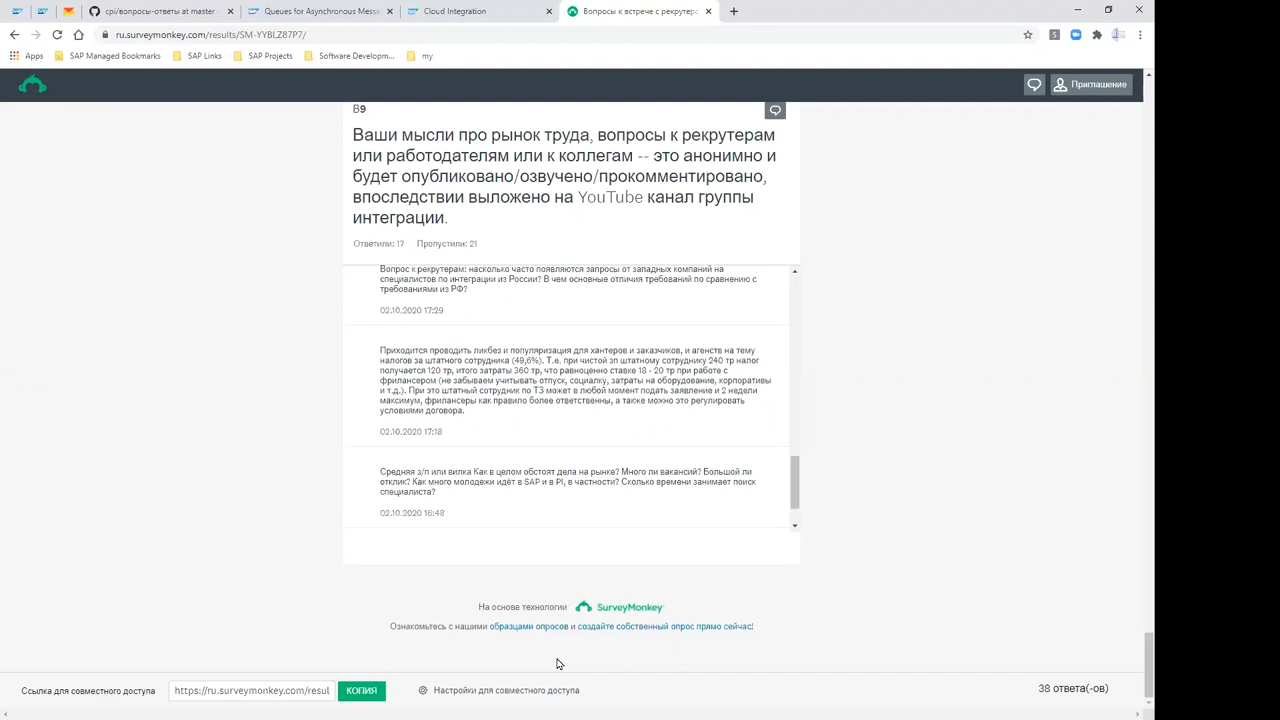 cpi/вопросы-ответы at master
Queues for Asynchronous Messa
Cloud Integration
Вопросы к встрече с рекрутер
ru.surveymonkey.com/results/SM-YYBLZ87P7/
Apps
SAP Managed Bookmarks
SAP Links
SAP Projects
Software Developm...
my
Приглашение
В9
Ваши мысли про рынок труда, вопросы к рекрутерам
или работодателям или к коллегам -- это анонимно и
будет опубликовано/озвучено/прокомментировано,
впоследствии выложено на YouTube канал группы
интеграции.
Ответили: 17 Пропустили: 21
Вопрос к рекрутерам: насколько часто появляются запросы от западных компаний на
специалистов по интеграции из России? В чем основные отличия требований по сравнению с
требованиями из РФ?
02.10.2020 17:29
Приходится проводить ликбез и популяризация для хантеров и заказчиков, и агенств на тему
налогов за штатного сотрудника (49,6%). Т.е. при чистой зп штатному сотруднику 240 тр налог
получается 120 тр, итого затраты 360 тр, что равноценно ставке 18 - 20 тр при работе с
фрилансером (не забываем учитывать отпуск, социалку, затраты на оборудование, корпоративы
и т.д.). При это штатный сотрудник по ТЗ может в любой момент подать заявление и 2 недели
максимум, фрилансеры как правило более ответственны, а также можно это регулировать
условиями договора.
02.10.2020 17:18
Средняя з/п или вилка Как в целом обстоят дела на рынке? Много ли вакансий? Большой ли
отклик? Как много молодежи идёт в SAP и в PI, в частности? Сколько времени занимает поиск
специалиста?
02.10.2020 16:48
На основе технологии SurveyMonkey
Ознакомьтесь с нашими образцами опросов и создайте собственный опрос прямо сейчас!
Ссылка для совместного доступа
https://ru.surveymonkey.com/resul
КОПИЯ
Настройки для совместного доступа
38 ответа(-ов)